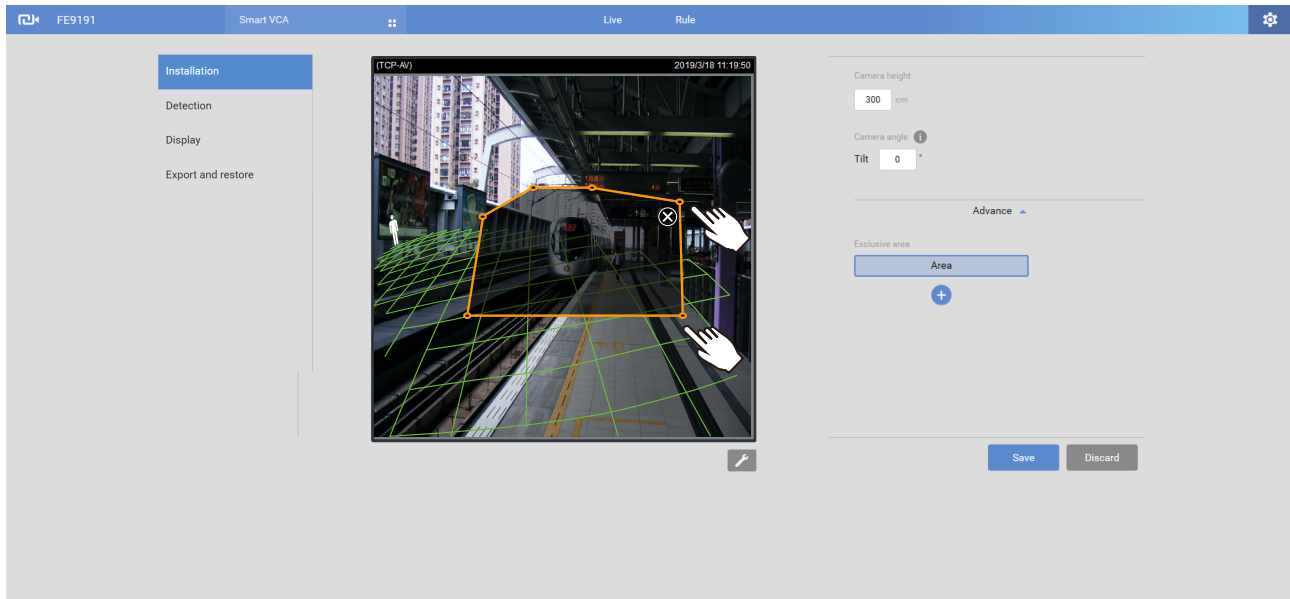 FE9191
Smart VCA
Live
Rule
Installation
Detection
Display
Export and restore
(TCP-AV)
2019/3/18 11:19:50
Camera height
300 cm
Camera angle i
Tilt 0 °
Advance
Exclusive area
Area
Save
Discard